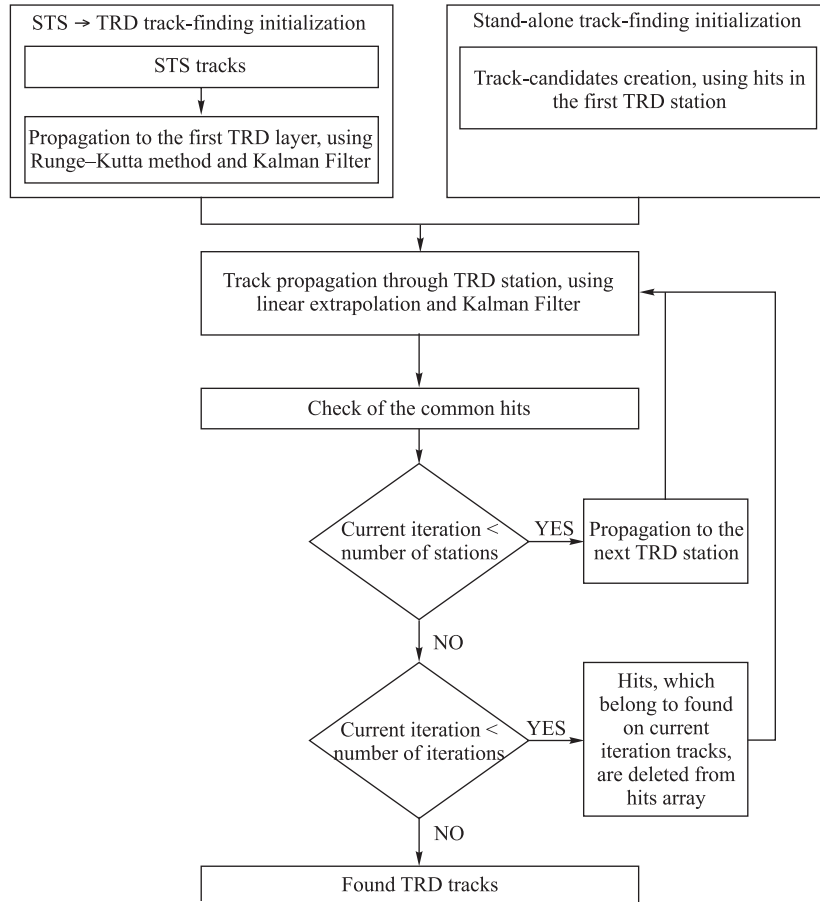 STS → TRD track-finding initialization
STS tracks
Propagation to the first TRD layer, using
Runge–Kutta method and Kalman Filter
Stand-alone track-finding initialization
Track-candidates creation, using hits in
the first TRD station
Track propagation through TRD station, using
linear extrapolation and Kalman Filter
Check of the common hits
Current iteration <
number of stations
YES
Propagation to the
next TRD station
NO
Current iteration <
number of iterations
YES
Hits, which
belong to found
on current
iteration tracks,
are deleted from
hits array
NO
Found TRD tracks